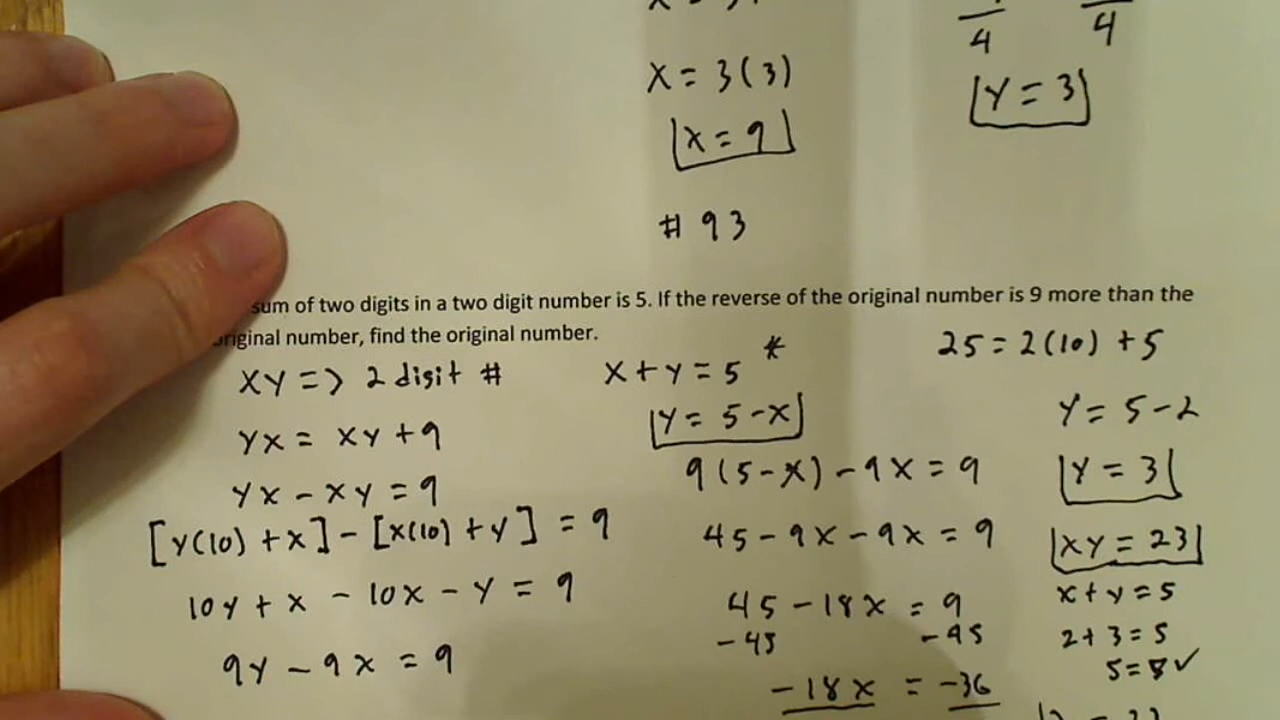 4 4
x = 3(3)
x = 9
y = 3
# 93
sum of two digits in a two digit number is 5. If the reverse of the original number is 9 more than the
original number, find the original number.
xy => 2 digit #
yx = xy + 9
yx - xy = 9
[y(10) + x] - [x(10) + y] = 9
10y + x - 10x - y = 9
9y - 9x = 9
x + y = 5 *
y = 5 - x
9(5 - x) - 9x = 9
45 - 9x - 9x = 9
45 - 18x = 9
-45 -45
-18x = -36
25 = 2(10) + 5
y = 5 - 2
y = 3
xy = 23
x + y = 5
2 + 3 = 5
5 = 5 ✓